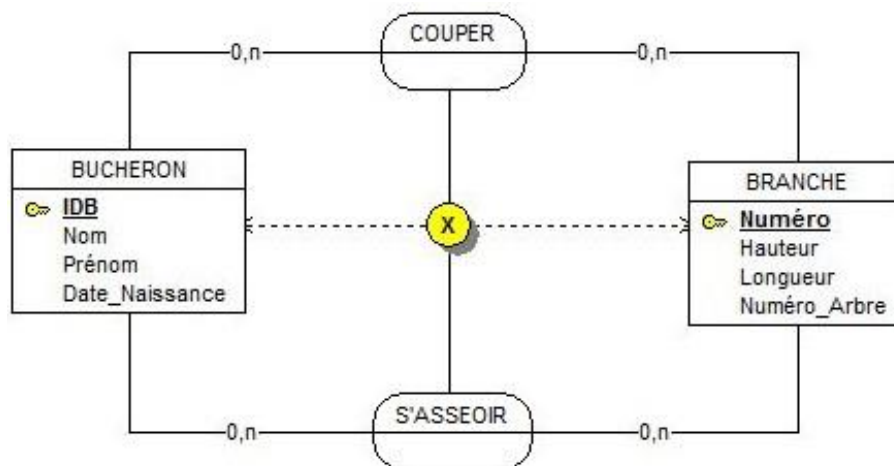 COUPER
0,n
0,n
BUCHERON
IDB
Nom
Prénom
Date_Naissance
X
BRANCHE
Numéro
Hauteur
Longueur
Numéro_Arbre
S'ASSEOIR
0,n
0,n